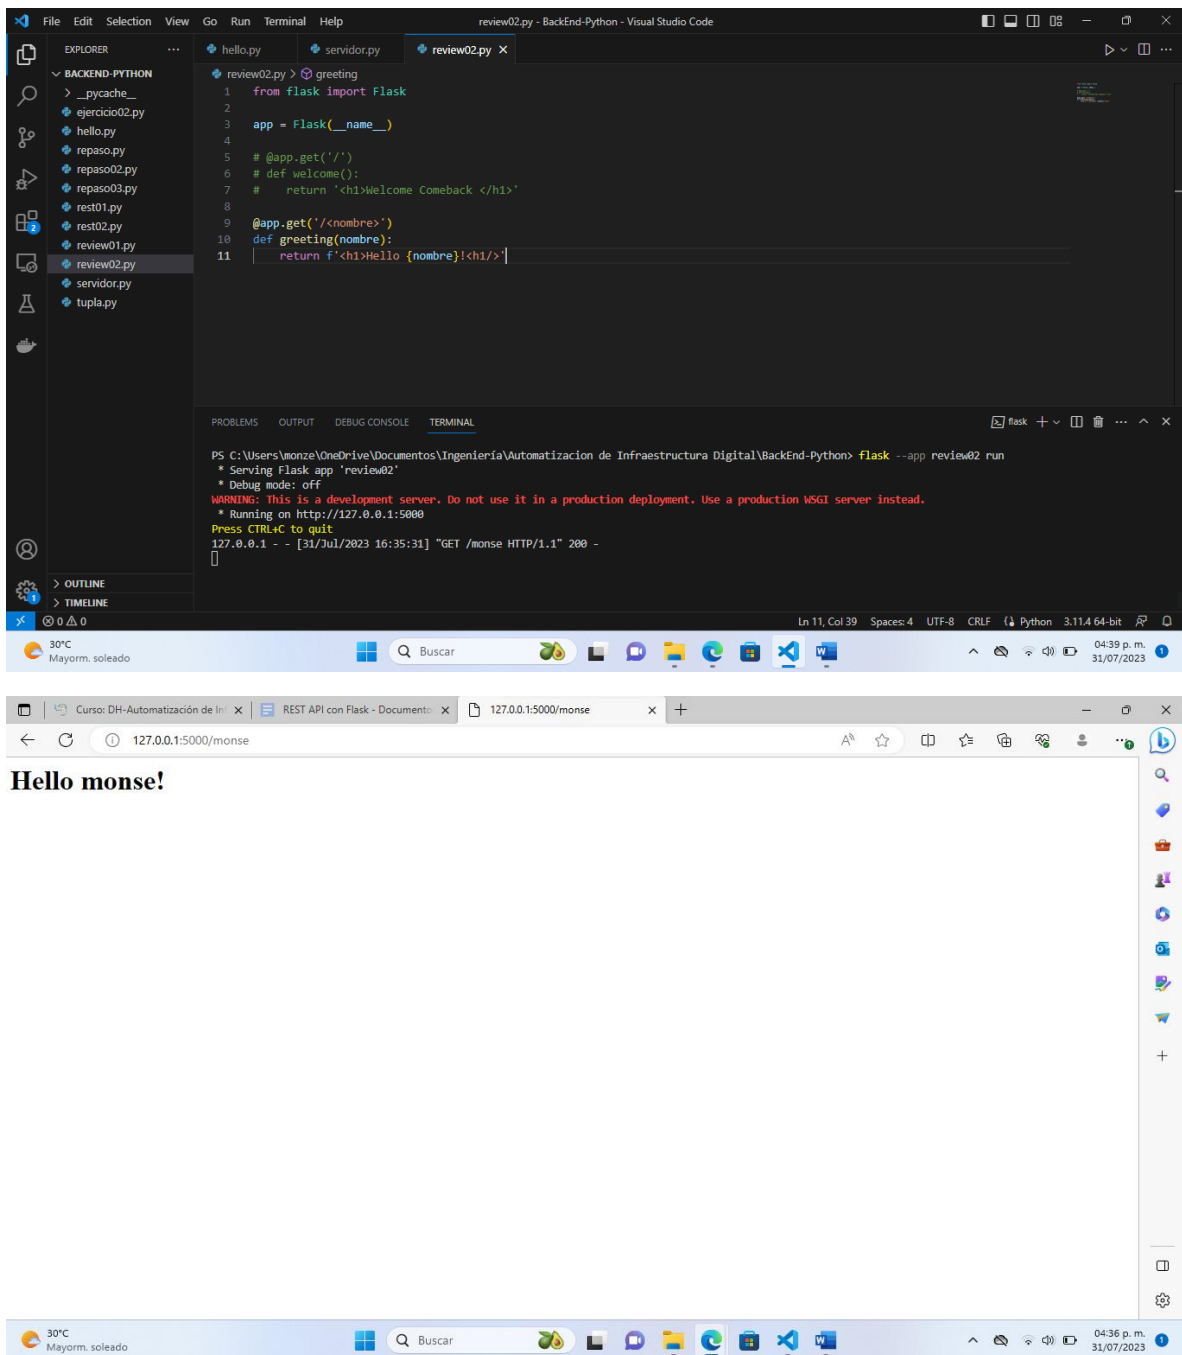 File Edit Selection View Go Run Terminal Help review02.py - BackEnd-Python - Visual Studio Code
EXPLORER ··· hello.py servidor.py review02.py
BACKEND-PYTHON review02.py > greeting
> __pycache__
ejercicio02.py
hello.py
repaso.py
repaso02.py
repaso03.py
rest01.py
rest02.py
review01.py
review02.py
servidor.py
tupla.py
1 from flask import Flask
2
3 app = Flask(__name__)
4
5 # @app.get('/')
6 # def welcome():
7 #    return '<h1>Welcome Comeback </h1>'
8
9 @app.get('/<nombre>')
10 def greeting(nombre):
11    return f'<h1>Hello {nombre}!<h1/>'
2
PROBLEMS OUTPUT DEBUG CONSOLE TERMINAL flask
PS C:\Users\monze\OneDrive\Documentos\Ingeniería\Automatizacion de Infraestructura Digital\BackEnd-Python> flask --app review02 run
* Serving Flask app 'review02'
* Debug mode: off
WARNING: This is a development server. Do not use it in a production deployment. Use a production WSGI server instead.
* Running on http://127.0.0.1:5000
Press CTRL+C to quit
127.0.0.1 - - [31/Jul/2023 16:35:31] "GET /monse HTTP/1.1" 200 -
> OUTLINE
1
> TIMELINE
0 0 Ln 11, Col 39 Spaces: 4 UTF-8 CRLF Python 3.11.4 64-bit
30°C
Mayorm. soleado
Buscar
04:39 p. m.
31/07/2023
1
Curso: DH-Automatización de In REST API con Flask - Documento 127.0.0.1:5000/monse
127.0.0.1:5000/monse
Hello monse!
30°C
Mayorm. soleado
Buscar
04:36 p. m.
31/07/2023
1